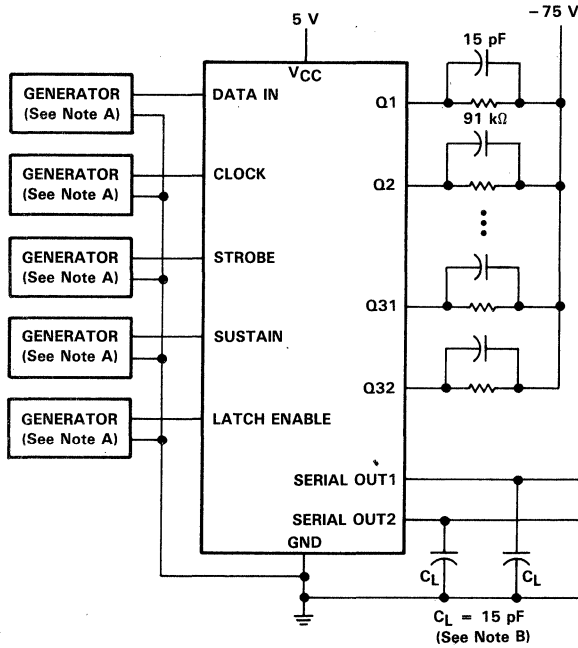 5 V
15 pF
−75 V
VCC
GENERATOR
(See Note A)
DATA IN
Q1
91 kΩ
GENERATOR
(See Note A)
CLOCK
Q2
GENERATOR
(See Note A)
STROBE
Q31
GENERATOR
(See Note A)
SUSTAIN
Q32
GENERATOR
(See Note A)
LATCH ENABLE
SERIAL OUT1
SERIAL OUT2
GND
CL
CL
CL = 15 pF
(See Note B)